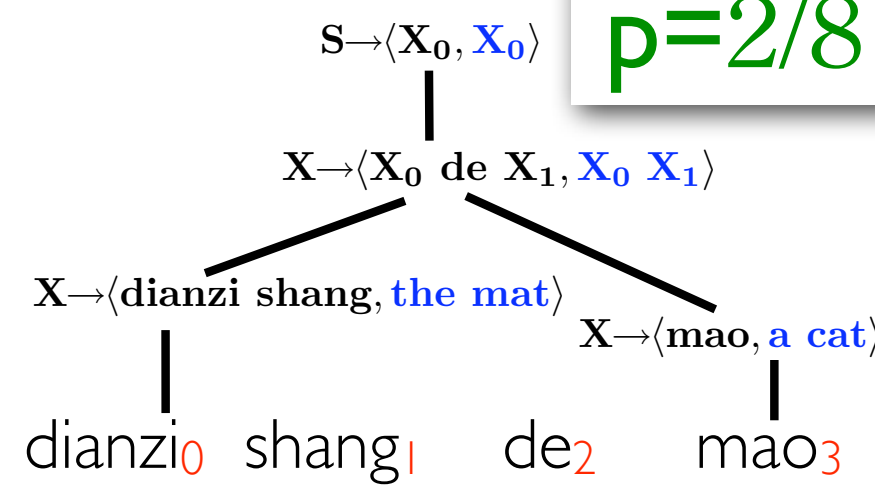 p=2/8
S→⟨X₀, X₀⟩
X→⟨X₀ de X₁, X₀ X₁⟩
X→⟨dianzi shang, the mat⟩
X→⟨mao, a cat⟩
dianzi₀ shang₁ de₂ mao₃